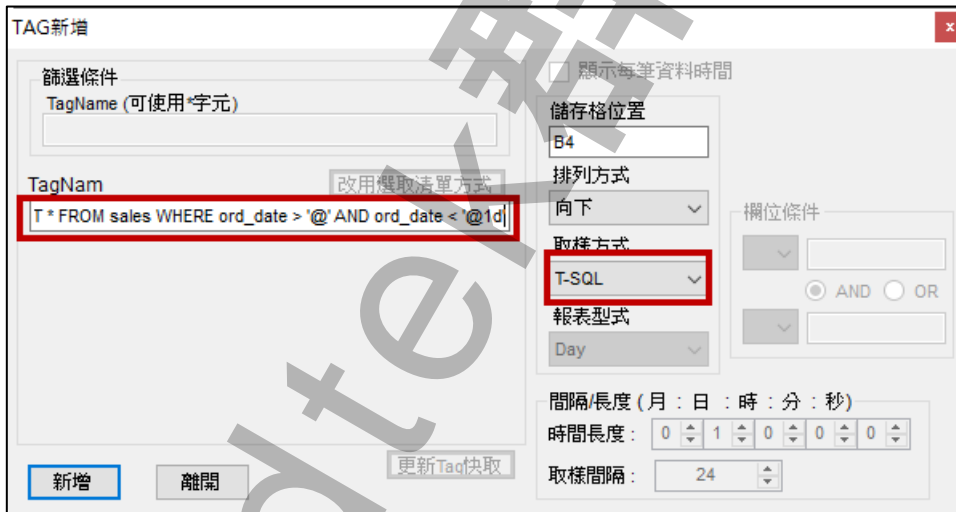 TAG新增
x
篩選條件
TagName (可使用*字元)
TagNam
改用選取清單方式
T * FROM sales WHERE ord_date > '@' AND ord_date < '@1d
顯示每筆資料時間
儲存格位置
B4
排列方式
向下
取樣方式
T-SQL
報表型式
Day
欄位條件
AND
OR
間隔/長度 ( 月 : 日 : 時 : 分 : 秒)
時間長度 : 0 1 0 0 0
取樣間隔 : 24
更新Tag快取
新增
離開
dtek